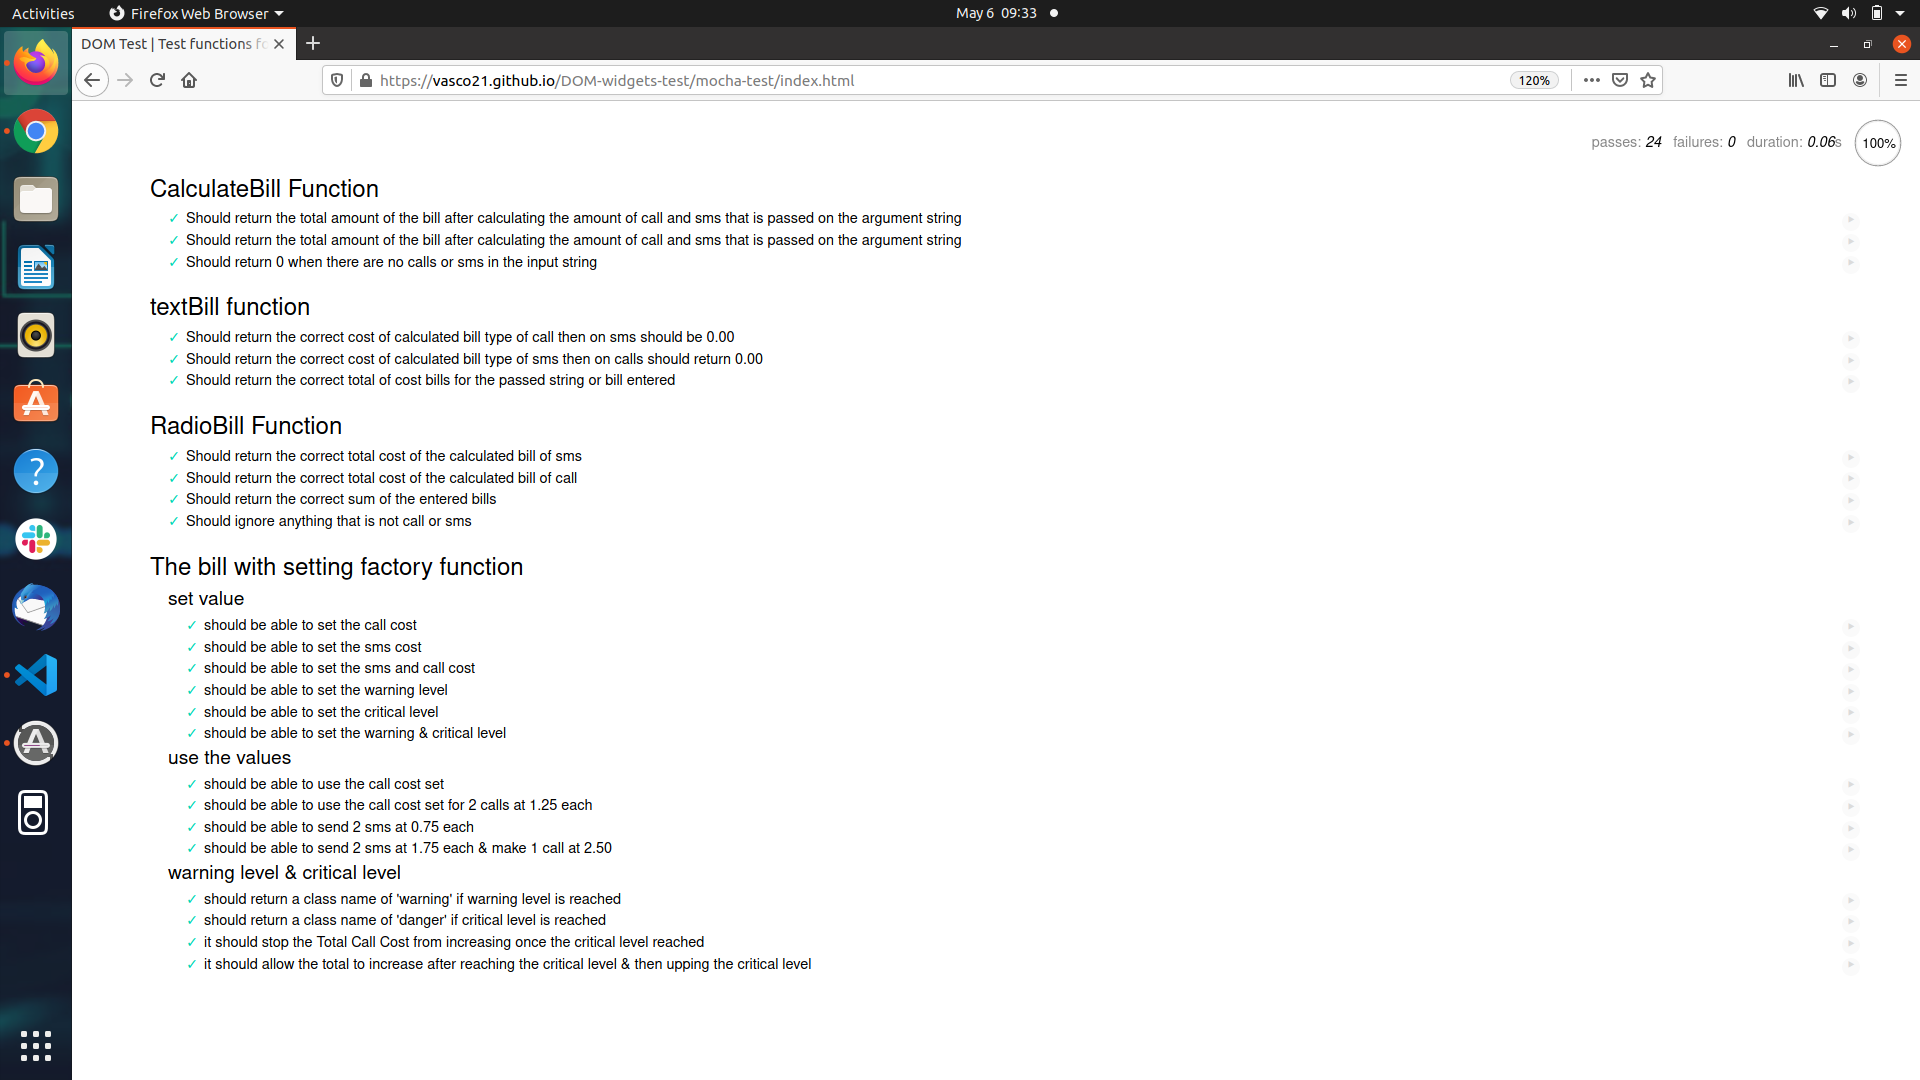 Activities
Firefox Web Browser
May 6 09:33
DOM Test | Test functions fo
https://vasco21.github.io/DOM-widgets-test/mocha-test/index.html
120%
passes: 24 failures: 0 duration: 0.06s 100%
CalculateBill Function
✓ Should return the total amount of the bill after calculating the amount of call and sms that is passed on the argument string
✓ Should return the total amount of the bill after calculating the amount of call and sms that is passed on the argument string
✓ Should return 0 when there are no calls or sms in the input string
textBill function
✓ Should return the correct cost of calculated bill type of call then on sms should be 0.00
✓ Should return the correct cost of calculated bill type of sms then on calls should return 0.00
✓ Should return the correct total of cost bills for the passed string or bill entered
RadioBill Function
✓ Should return the correct total cost of the calculated bill of sms
✓ Should return the correct total cost of the calculated bill of call
✓ Should return the correct sum of the entered bills
✓ Should ignore anything that is not call or sms
The bill with setting factory function
set value
✓ should be able to set the call cost
✓ should be able to set the sms cost
✓ should be able to set the sms and call cost
✓ should be able to set the warning level
✓ should be able to set the critical level
✓ should be able to set the warning & critical level
use the values
✓ should be able to use the call cost set
✓ should be able to use the call cost set for 2 calls at 1.25 each
✓ should be able to send 2 sms at 0.75 each
✓ should be able to send 2 sms at 1.75 each & make 1 call at 2.50
warning level & critical level
✓ should return a class name of 'warning' if warning level is reached
✓ should return a class name of 'danger' if critical level is reached
✓ it should stop the Total Call Cost from increasing once the critical level reached
✓ it should allow the total to increase after reaching the critical level & then upping the critical level